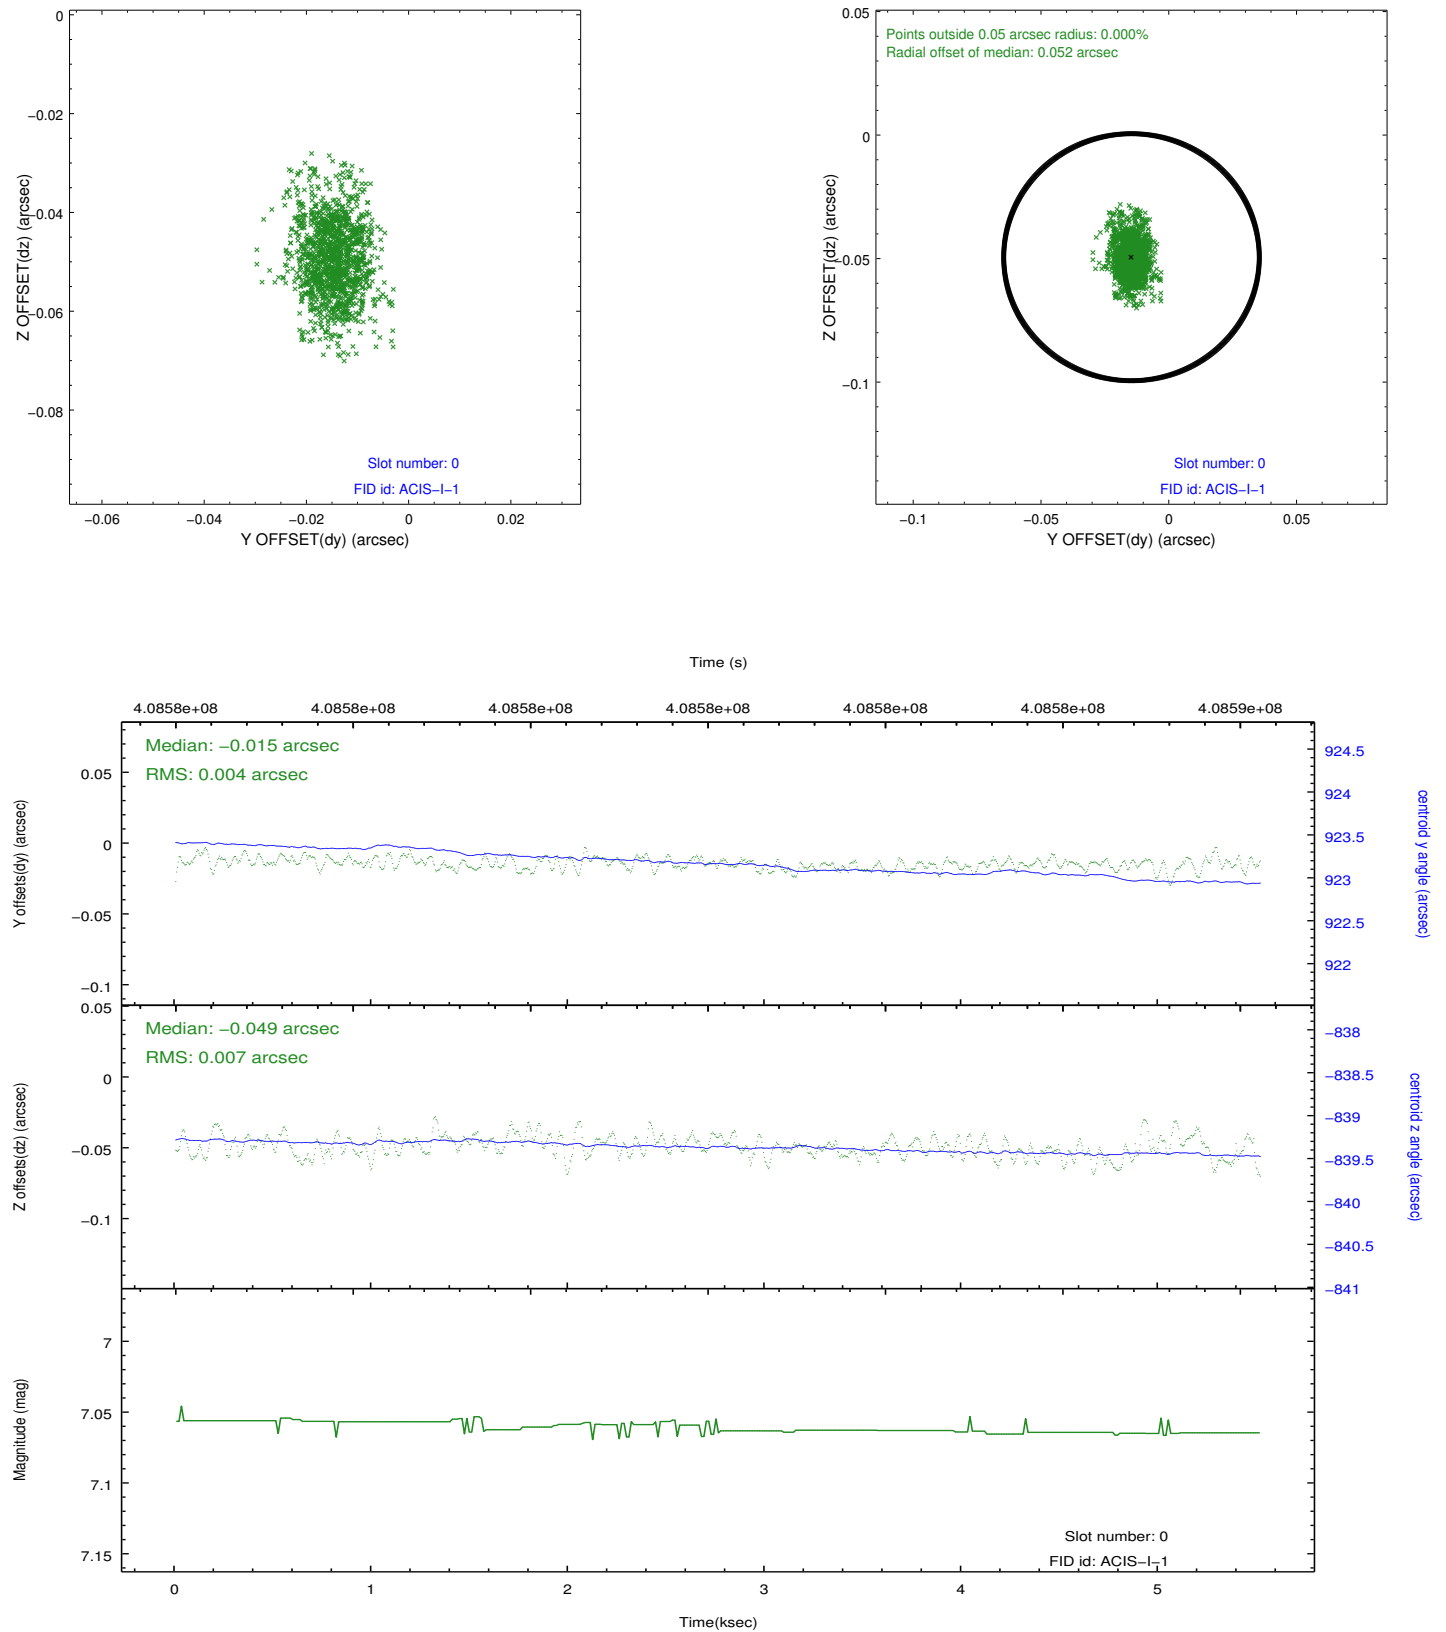 0
−0.02
−0.04
−0.06
−0.08
Z OFFSET(dz) (arcsec)
Slot number: 0
FID id: ACIS−I−1
−0.06 −0.04 −0.02 0 0.02
Y OFFSET(dy) (arcsec)
Points outside 0.05 arcsec radius: 0.000%
Radial offset of median: 0.052 arcsec
0.05
0
−0.05
−0.1
Z OFFSET(dz) (arcsec)
Slot number: 0
FID id: ACIS−I−1
−0.1 −0.05 0 0.05
Y OFFSET(dy) (arcsec)
Time (s)
4.0858e+08 4.0858e+08 4.0858e+08 4.0858e+08 4.0858e+08 4.0858e+08 4.0859e+08
Median: −0.015 arcsec
RMS: 0.004 arcsec
0.05
0
−0.05
−0.1
Y offsets(dy) (arcsec)
924.5
924
923.5
923
922.5
922
centroid y angle (arcsec)
Median: −0.049 arcsec
RMS: 0.007 arcsec
0.05
0
−0.05
−0.1
Z offsets(dz) (arcsec)
−838
−838.5
−839
−839.5
−840
−840.5
−841
centroid z angle (arcsec)
7
7.05
7.1
7.15
Magnitude (mag)
Slot number: 0
FID id: ACIS−I−1
0 1 2 3 4 5
Time(ksec)